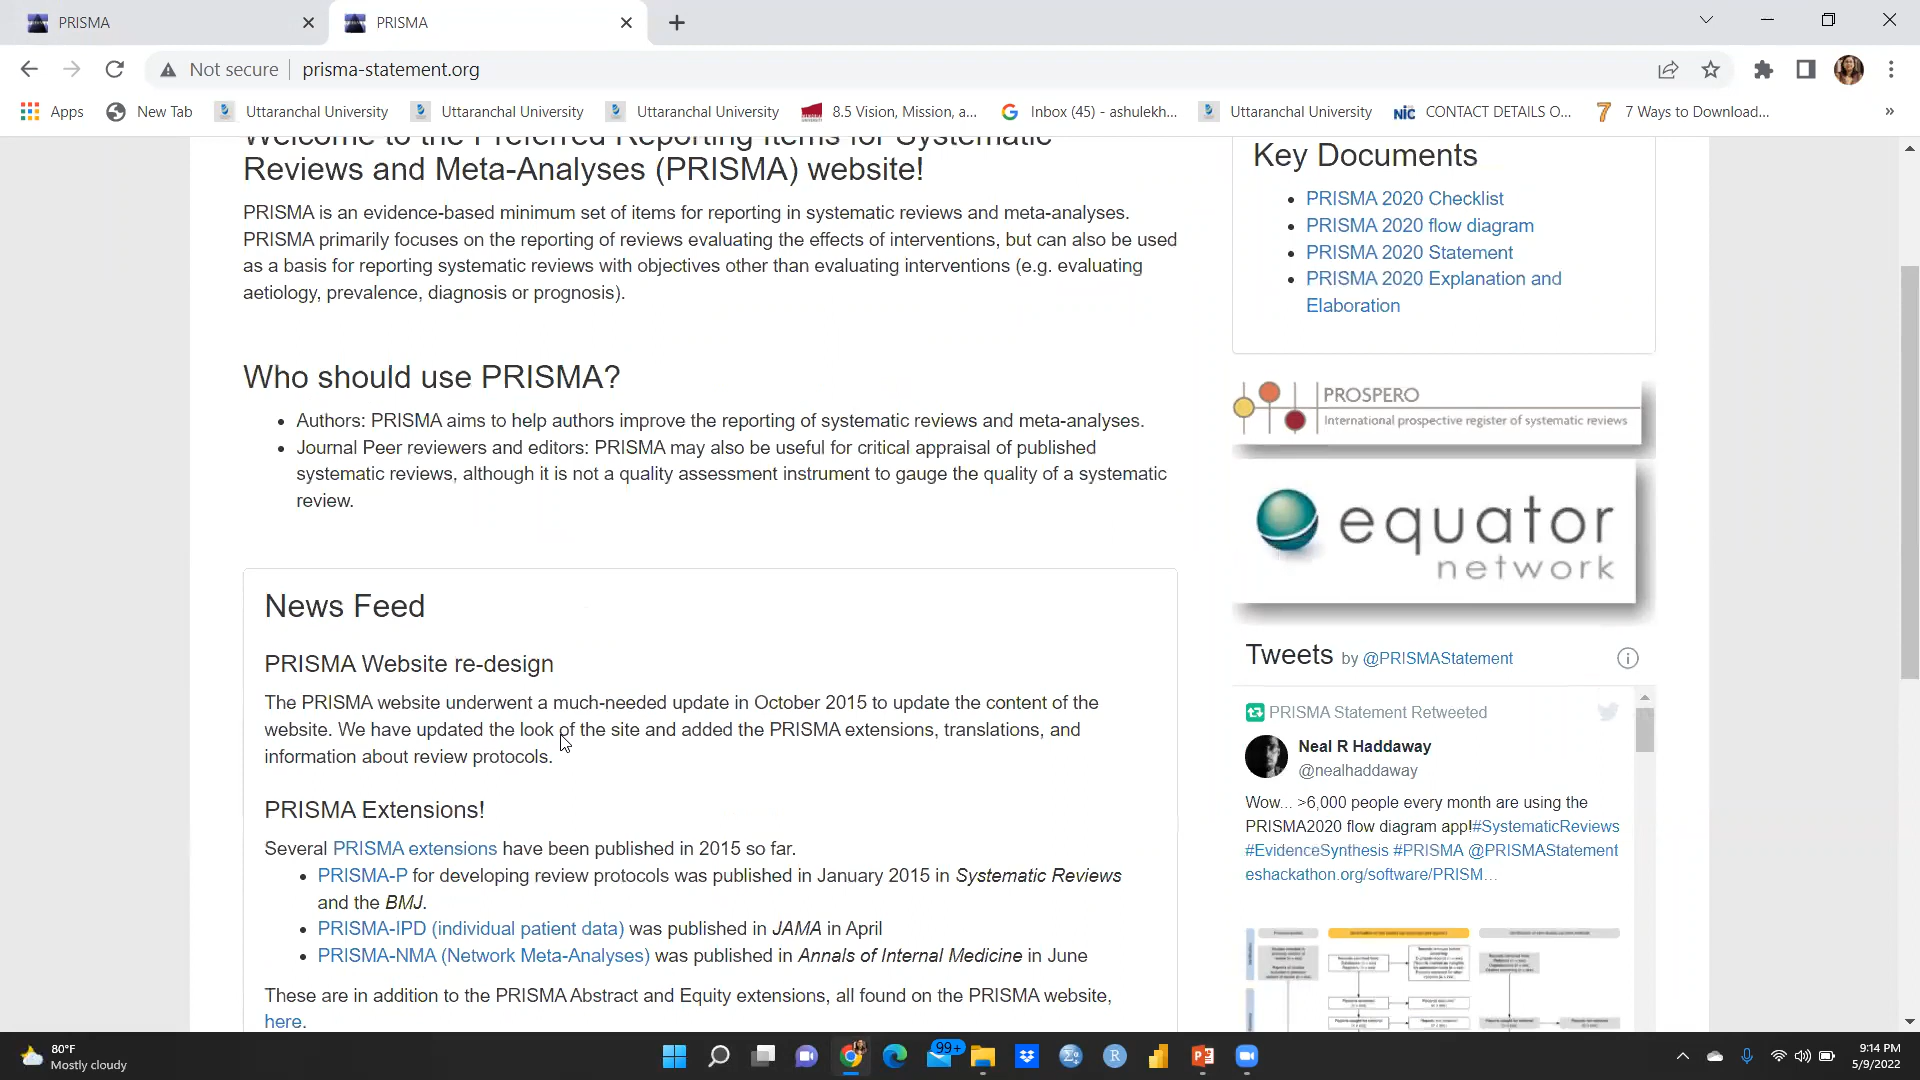 PRISMA
PRISMA
Not secure
prisma-statement.org
Apps
New Tab
Uttaranchal University
Uttaranchal University
Uttaranchal University
8.5 Vision, Mission, a...
Inbox (45) - ashulekh...
Uttaranchal University
NIC
CONTACT DETAILS O...
7 Ways to Download...
»
Welcome to the Preferred Reporting Items for Systematic
Reviews and Meta-Analyses (PRISMA) website!
PRISMA is an evidence-based minimum set of items for reporting in systematic reviews and meta-analyses.
PRISMA primarily focuses on the reporting of reviews evaluating the effects of interventions, but can also be used
as a basis for reporting systematic reviews with objectives other than evaluating interventions (e.g. evaluating
aetiology, prevalence, diagnosis or prognosis).
Who should use PRISMA?
Authors: PRISMA aims to help authors improve the reporting of systematic reviews and meta-analyses.
Journal Peer reviewers and editors: PRISMA may also be useful for critical appraisal of published
systematic reviews, although it is not a quality assessment instrument to gauge the quality of a systematic
review.
News Feed
PRISMA Website re-design
The PRISMA website underwent a much-needed update in October 2015 to update the content of the
website. We have updated the look of the site and added the PRISMA extensions, translations, and
information about review protocols.
PRISMA Extensions!
Several PRISMA extensions have been published in 2015 so far.
PRISMA-P for developing review protocols was published in January 2015 in Systematic Reviews
and the BMJ.
PRISMA-IPD (individual patient data) was published in JAMA in April
PRISMA-NMA (Network Meta-Analyses) was published in Annals of Internal Medicine in June
These are in addition to the PRISMA Abstract and Equity extensions, all found on the PRISMA website,
here.
Key Documents
PRISMA 2020 Checklist
PRISMA 2020 flow diagram
PRISMA 2020 Statement
PRISMA 2020 Explanation and
Elaboration
PROSPERO
International prospective register of systematic reviews
equator
network
Tweets by @PRISMAStatement
PRISMA Statement Retweeted
Neal R Haddaway
@nealhaddaway
Wow... >6,000 people every month are using the
PRISMA2020 flow diagram app!#SystematicReviews
#EvidenceSynthesis #PRISMA @PRISMAStatement
eshackathon.org/software/PRISM…
80°F
Mostly cloudy
99+
9:14 PM
5/9/2022